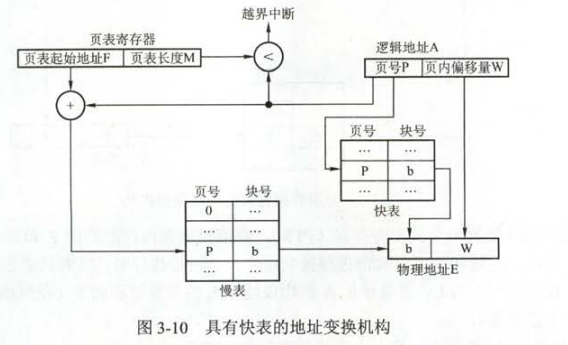 越界中断
页表寄存器
页表起始地址F 页表长度M
<
逻辑地址A
页号P 页内偏移量W
+
页号 块号
... ...
P b
... ...
快表
页号 块号
0 ...
... ...
P b
... ...
慢表
b W
物理地址E
图 3-10 具有快表的地址变换机构